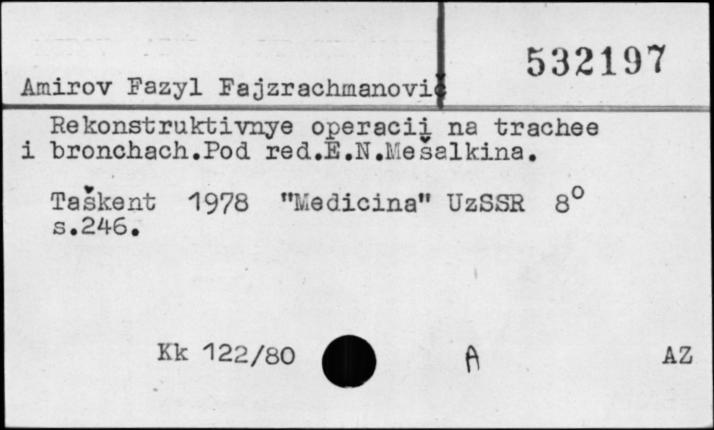 532197
Amirov Fazyl Fajzrachmanovič
Rekonstruktivnye operacii na trachee
i bronchach.Pod red.E.N.Mešalkina.
Taškent 1978 "Medicina" UzSSR 8°
s.246.
Kk 122/80 A AZ